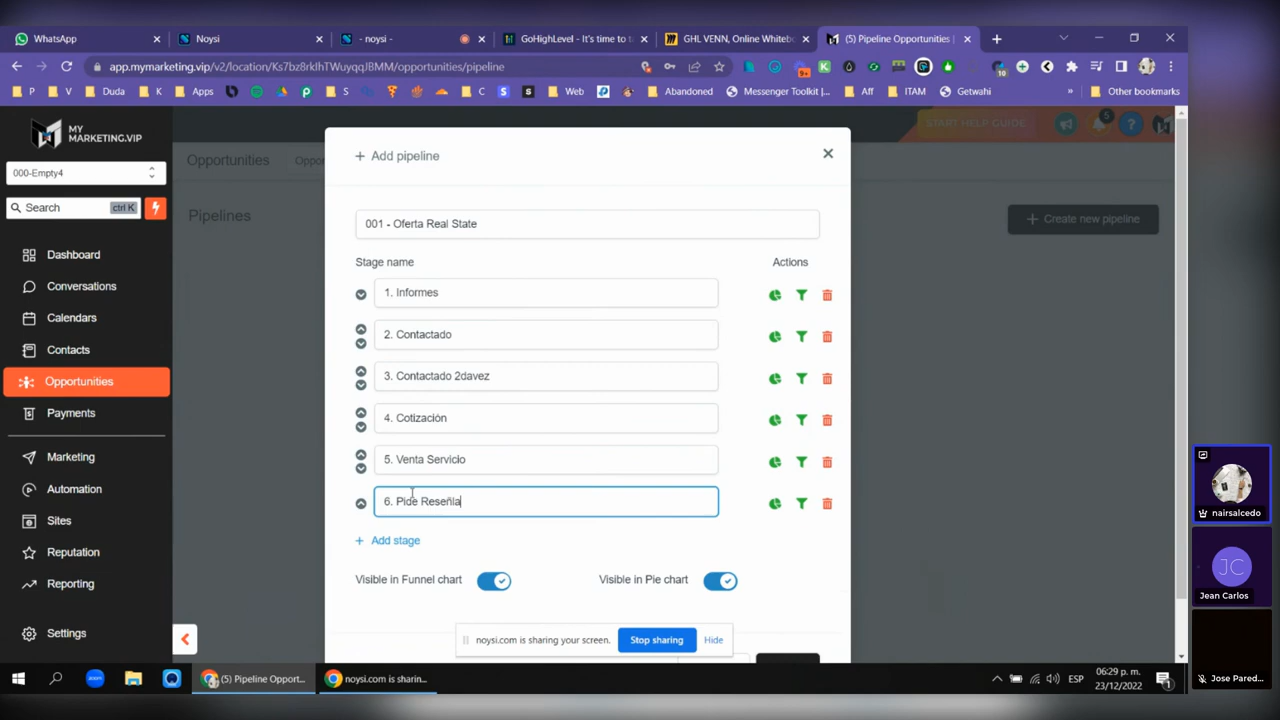 WhatsApp
Noysi
- noysi -
GoHighLevel - It's time to ta
GHL VENN, Online Whitebo
(5) Pipeline Opportunities |
app.mymarketing.vip/v2/location/Ks7bz8rkIhTWuyqqJ8MM/opportunities/pipeline
P
V
Duda
K
Apps
S
C
Web
Abandoned
Messenger Toolkit |...
Aff
ITAM
Getwahi
Other bookmarks
MY
MARKETING.VIP
000-Empty4
Search
ctrl K
Dashboard
Conversations
Calendars
Contacts
Opportunities
Payments
Marketing
Automation
Sites
Reputation
Reporting
Settings
START HELP GUIDE
5
Opportunities
Oppo
Pipelines
+ Create new pipeline
+ Add pipeline
001 - Oferta Real State
Stage name
Actions
1. Informes
2. Contactado
3. Contactado 2davez
4. Cotización
5. Venta Servicio
6. Pide Reseñla
+ Add stage
Visible in Funnel chart
Visible in Pie chart
noysi.com is sharing your screen.
Stop sharing
Hide
nairsalcedo
JC
Jean Carlos
Jose Pared...
(5) Pipeline Opport...
noysi.com is sharin...
ESP
06:29 p. m.
23/12/2022
1